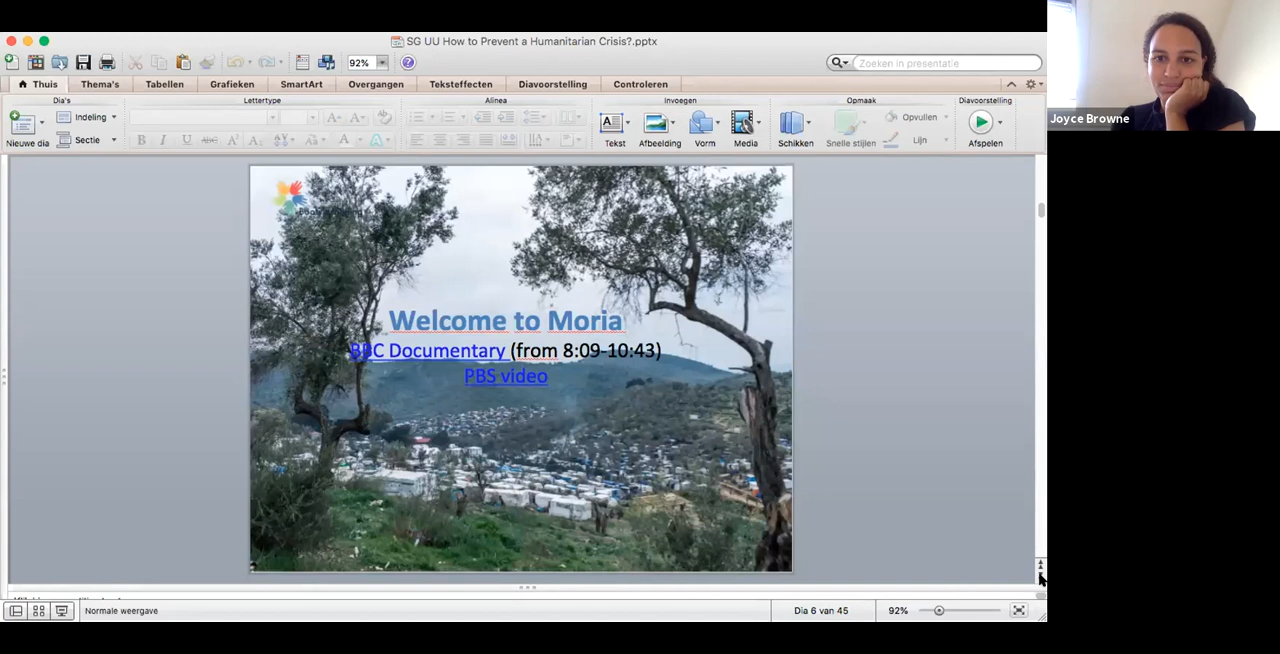 SG UU How to Prevent a Humanitarian Crisis?.pptx
92%
Zoeken in presentatie
Thuis Thema's Tabellen Grafieken SmartArt Overgangen Teksteffecten Diavoorstelling Controleren
Dia's Lettertype Alinea Invoegen Opmaak Diavoorstelling
Indeling
Opvullen
Sectie
Lijn
Nieuwe dia
B I U ABC A² A₂
Tekst Afbeelding Vorm Media Schikken Snelle stijlen Afspelen
Joyce Browne
Welcome to Moria
BBC Documentary (from 8:09-10:43)
PBS video
Normale weergave
Dia 6 van 45
92%